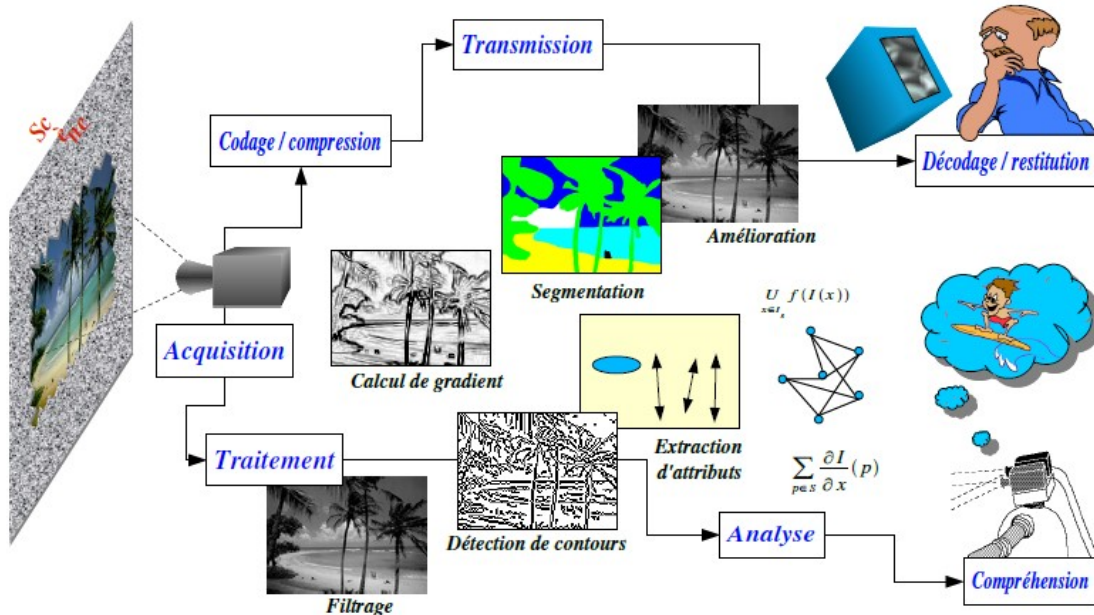 Transmission
Scène
Codage / compression
Décodage / restitution
Amélioration
Segmentation
U f(I(x))
x∈I_s
Acquisition
Calcul de gradient
Extraction
d'attributs
Traitement
∑ ∂I/∂x (p)
p∈S
Détection de contours
Analyse
Filtrage
Compréhension